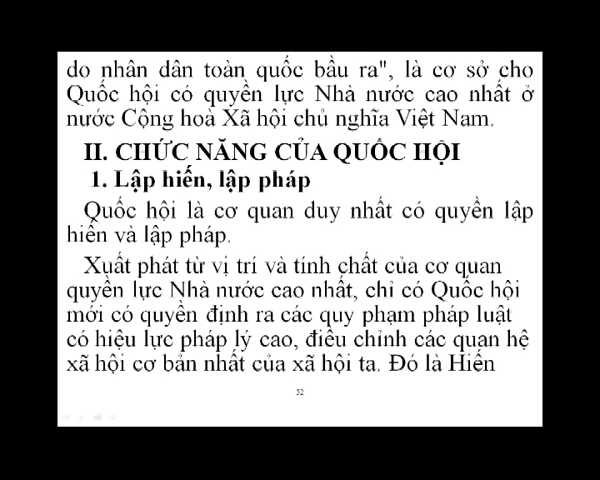 do nhân dân toàn quốc bầu ra", là cơ sở cho
Quốc hội có quyền lực Nhà nước cao nhất ở
nước Cộng hoà Xã hội chủ nghĩa Việt Nam.
II. CHỨC NĂNG CỦA QUỐC HỘI
1. Lập hiến, lập pháp
Quốc hội là cơ quan duy nhất có quyền lập
hiến và lập pháp.
Xuất phát từ vị trí và tính chất của cơ quan
quyền lực Nhà nước cao nhất, chỉ có Quốc hội
mới có quyền định ra các quy phạm pháp luật
có hiệu lực pháp lý cao, điều chỉnh các quan hệ
xã hội cơ bản nhất của xã hội ta. Đó là Hiến
52